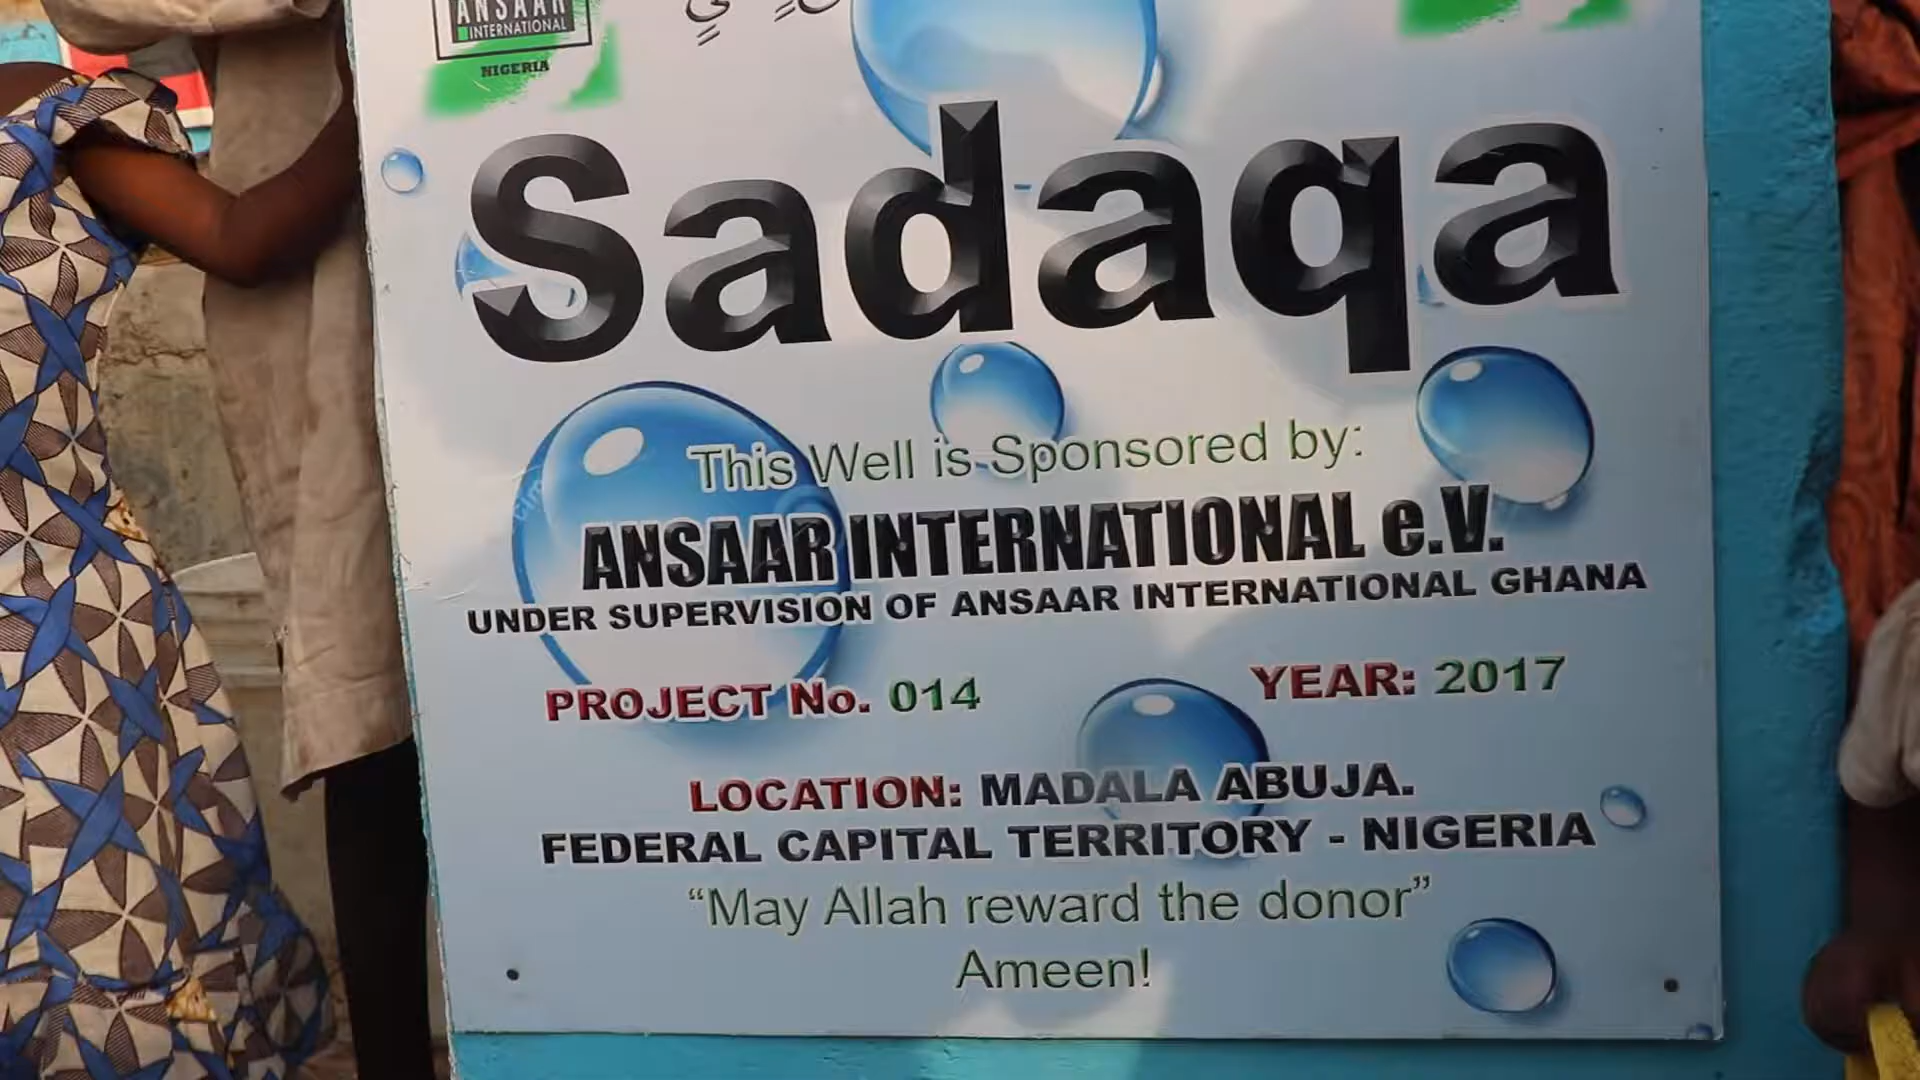 ANSAAR
INTERNATIONAL
NIGERIA
Sadaqa
This Well is Sponsored by:
ANSAAR INTERNATIONAL e.V.
UNDER SUPERVISION OF ANSAAR INTERNATIONAL GHANA
PROJECT No. 014 YEAR: 2017
LOCATION: MADALA ABUJA.
FEDERAL CAPITAL TERRITORY - NIGERIA
“May Allah reward the donor”
Ameen!